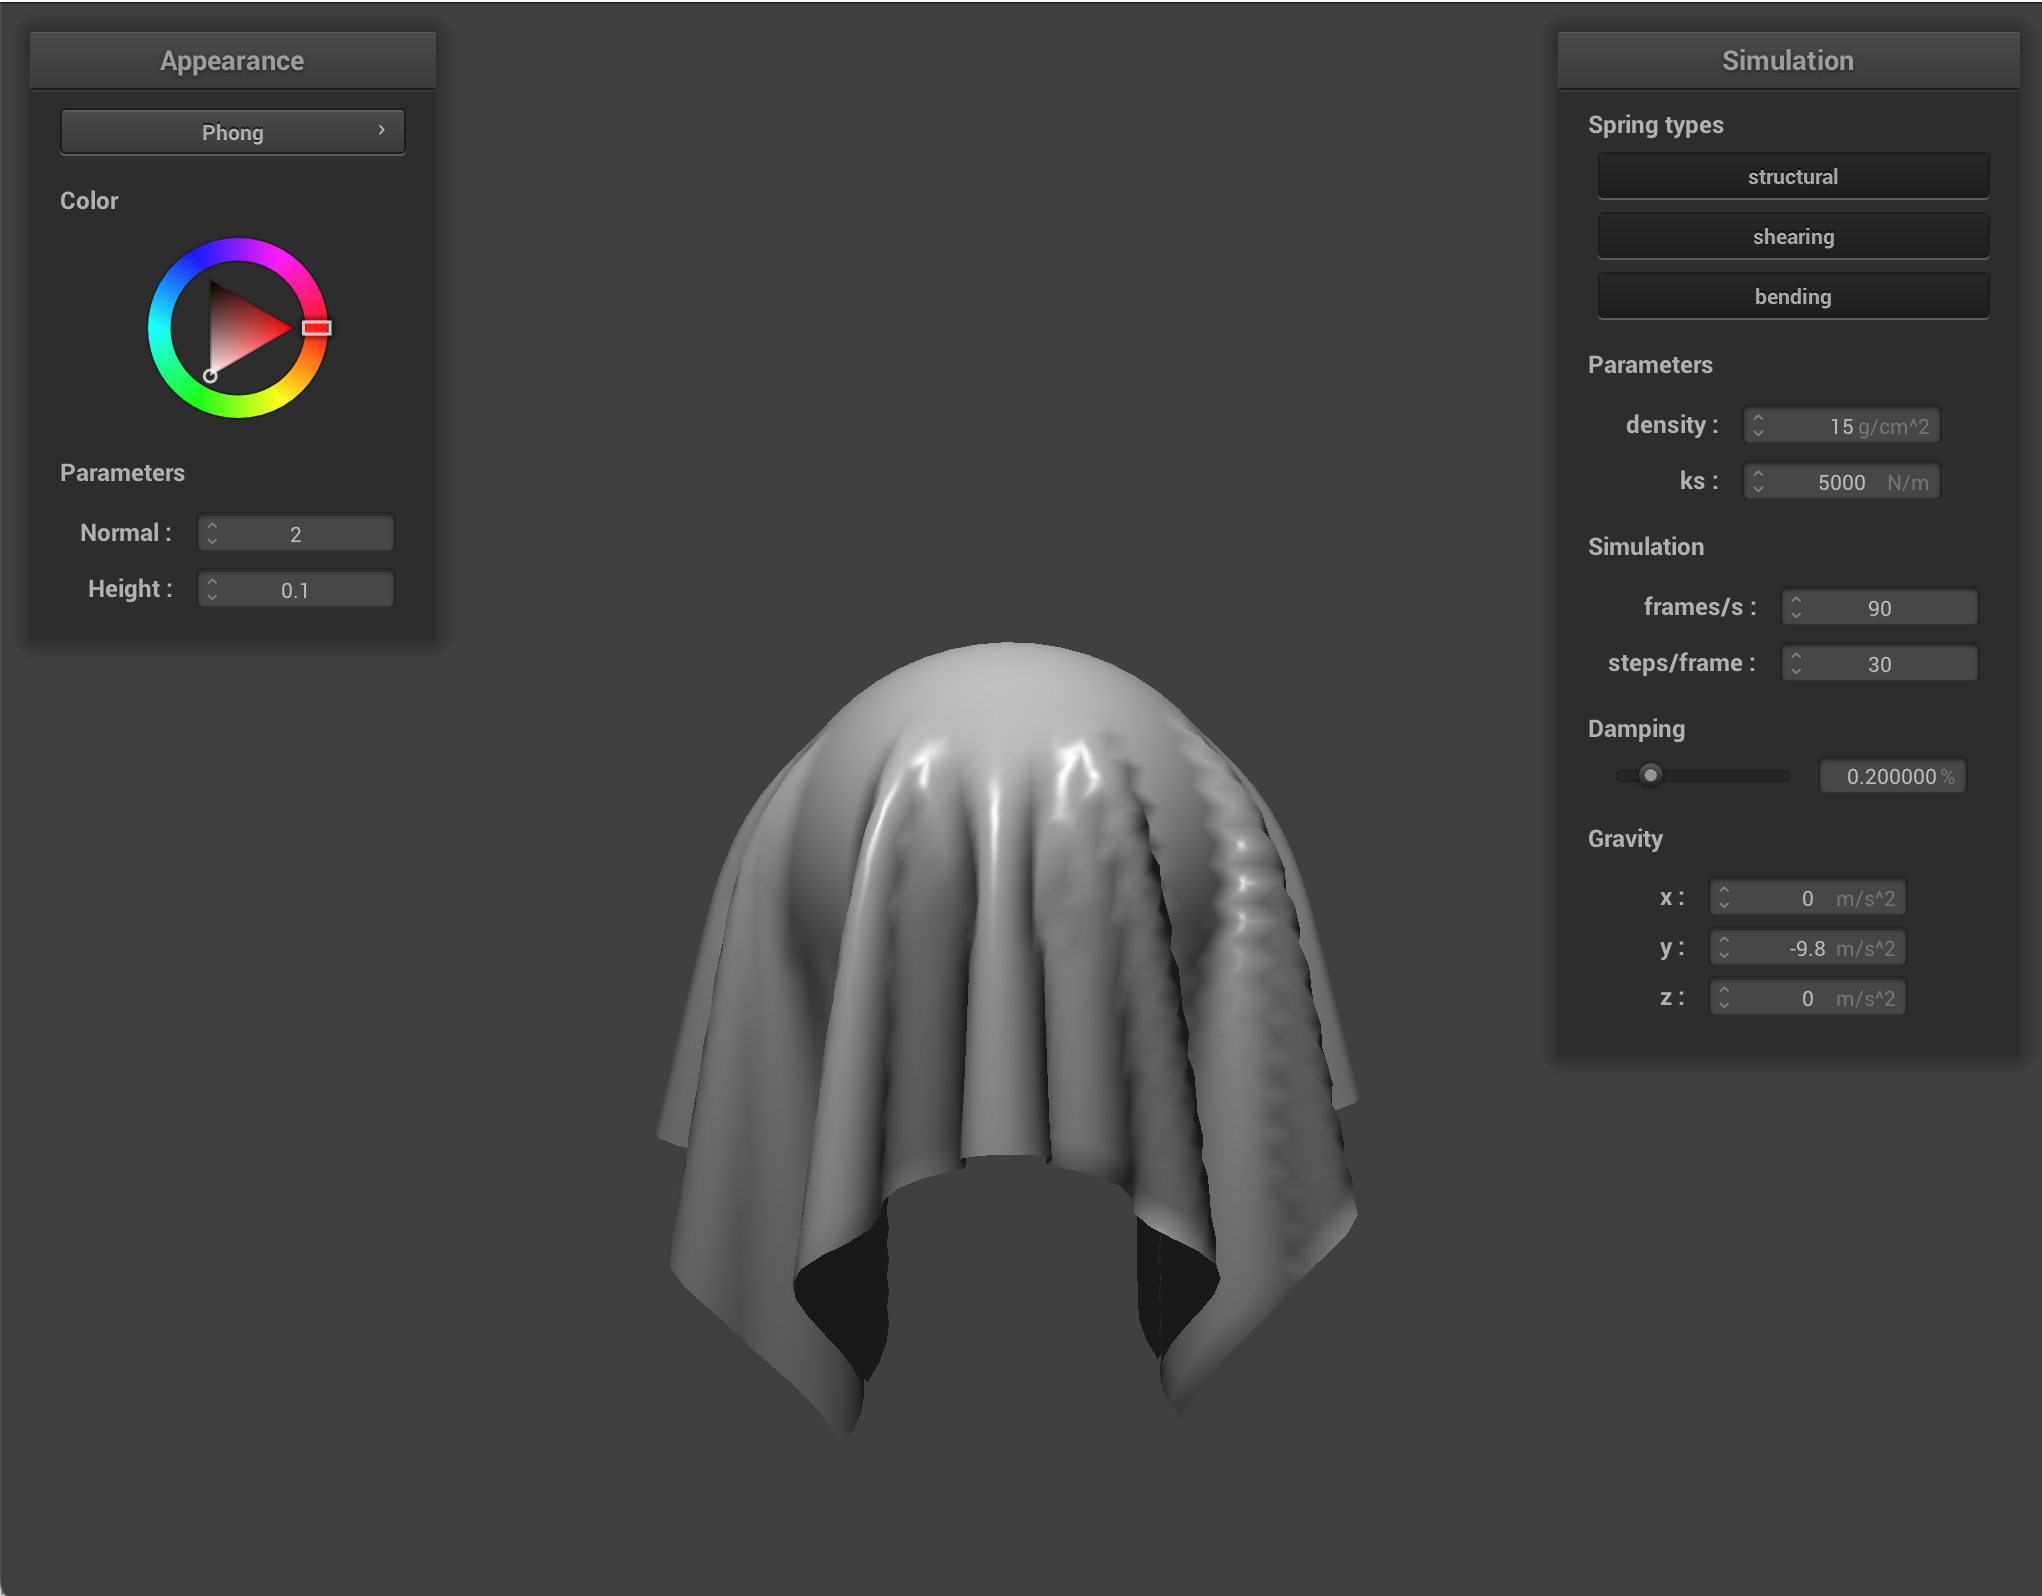 Appearance
Phong
Color
Parameters
Normal : 2
Height : 0.1
Simulation
Spring types
structural
shearing
bending
Parameters
density : 15 g/cm^2
ks : 5000 N/m
Simulation
frames/s : 90
steps/frame : 30
Damping
0.200000 %
Gravity
x : 0 m/s^2
y : -9.8 m/s^2
z : 0 m/s^2